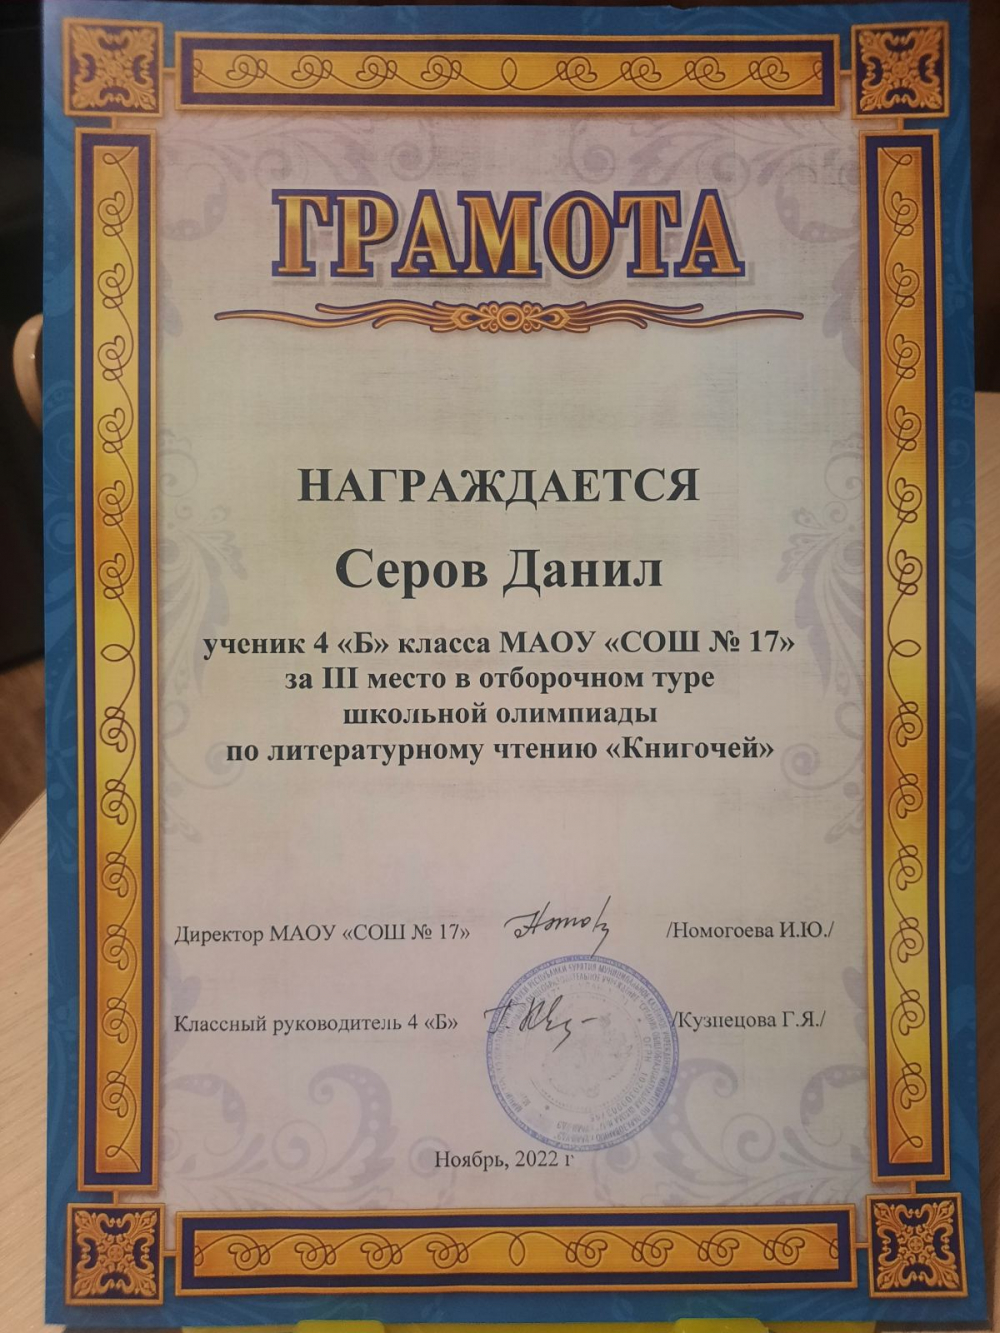 ГРАМОТА
НАГРАЖДАЕТСЯ
Серов Данил
ученик 4 «Б» класса МАОУ «СОШ № 17»
за III место в отборочном туре
школьной олимпиады
по литературному чтению «Книгочей»
Директор МАОУ «СОШ № 17» /Номогоева И.Ю./
Классный руководитель 4 «Б» /Кузнецова Г.Я./
Ноябрь, 2022 г